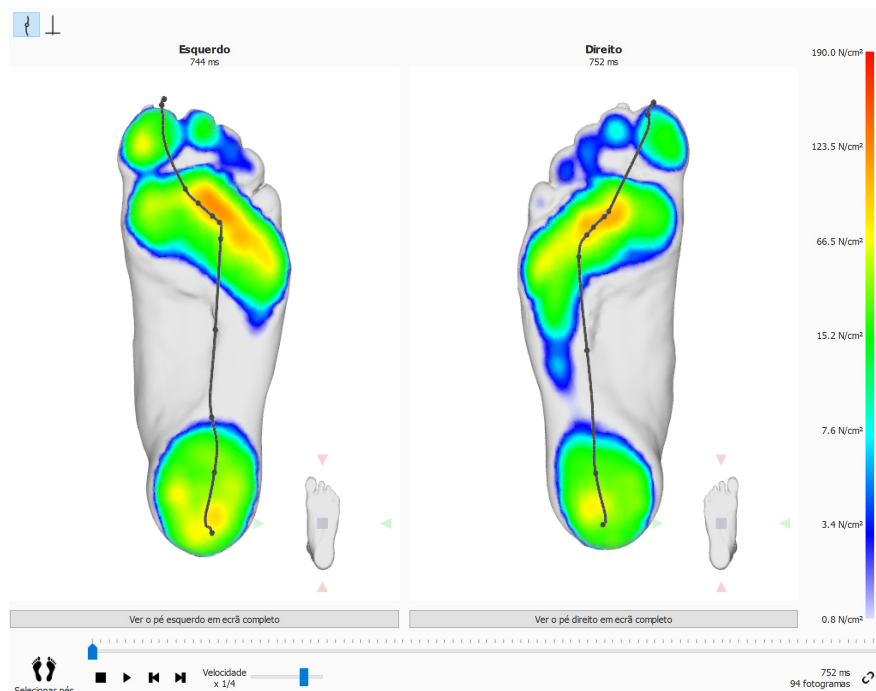 Esquerdo
744 ms
Direito
752 ms
190.0 N/cm²
123.5 N/cm²
66.5 N/cm²
15.2 N/cm²
7.6 N/cm²
3.4 N/cm²
0.8 N/cm²
Ver o pé esquerdo em ecrã completo
Ver o pé direito em ecrã completo
Selecionar pés
Velocidade
x 1/4
752 ms
94 fotogramas